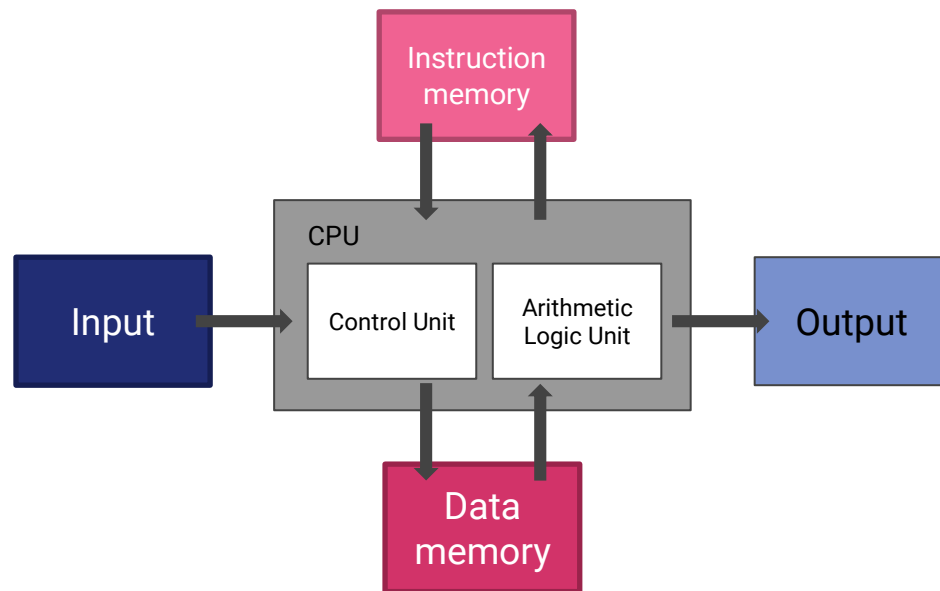 Instruction
memory
CPU
Input
Control Unit
Arithmetic
Logic Unit
Output
Data
memory